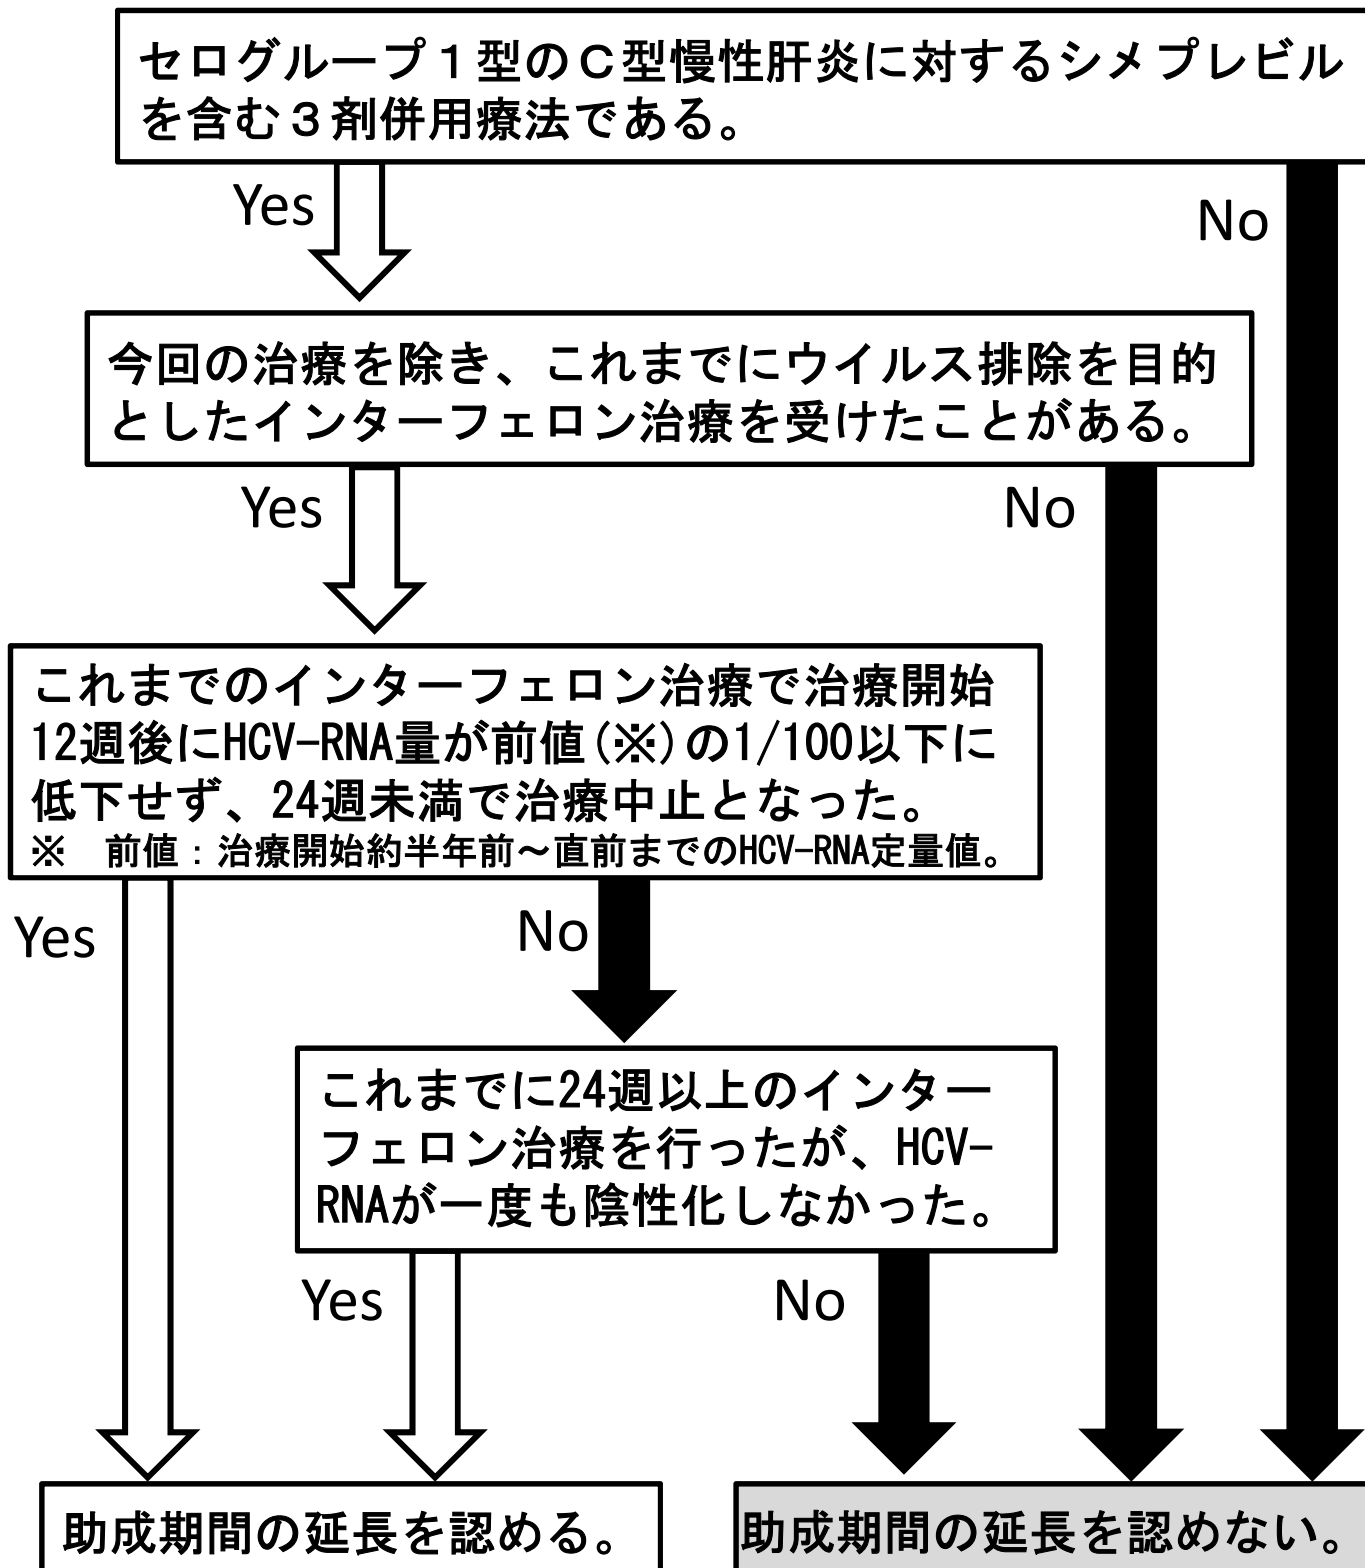 セログループ１型のＣ型慢性肝炎に対するシメプレビル
を含む３剤併用療法である。
Yes
No
今回の治療を除き、これまでにウイルス排除を目的
としたインターフェロン治療を受けたことがある。
Yes
No
これまでのインターフェロン治療で治療開始
12週後にHCV-RNA量が前値(※)の1/100以下に
低下せず、24週未満で治療中止となった。
※　前値：治療開始約半年前～直前までのHCV-RNA定量値。
Yes
No
これまでに24週以上のインター
フェロン治療を行ったが、HCV-
RNAが一度も陰性化しなかった。
Yes
No
助成期間の延長を認める。
助成期間の延長を認めない。